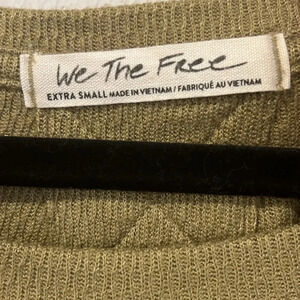 We The Free
EXTRA SMALL MADE IN VIETNAM / FABRIQUÉ AU VIETNAM